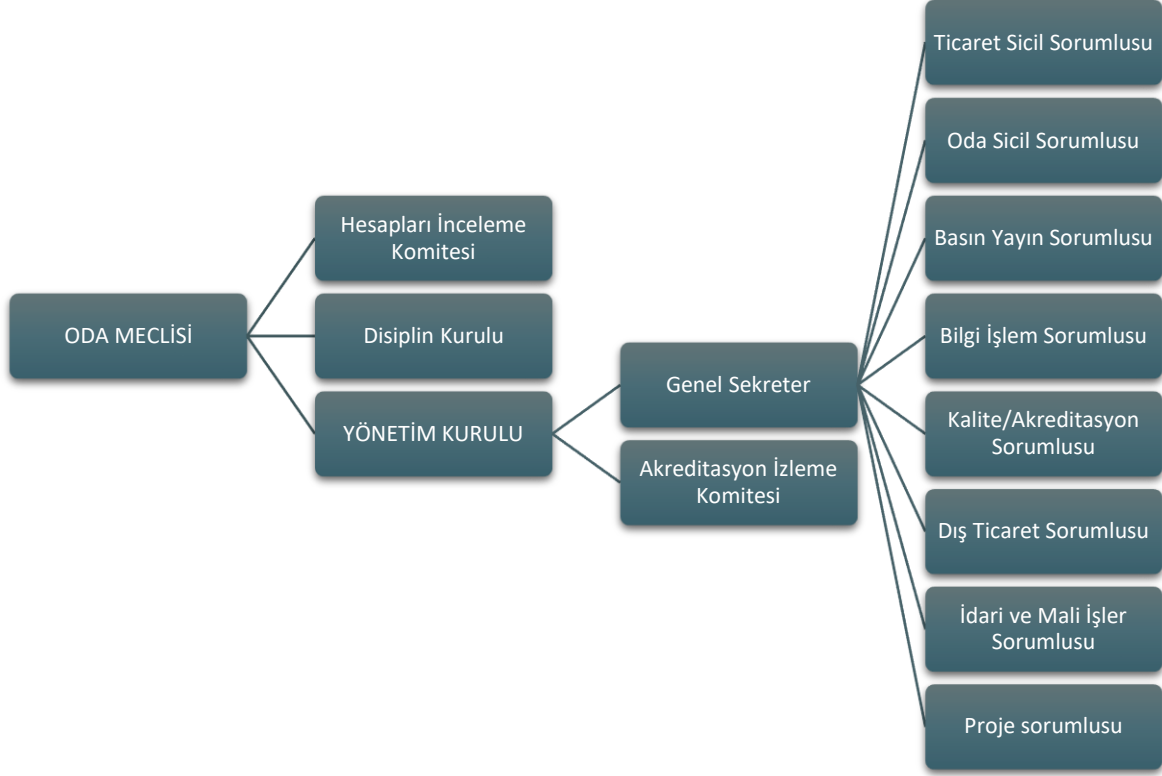 ODA MECLİSİ
Hesapları İnceleme
Komitesi
Disiplin Kurulu
YÖNETİM KURULU
Genel Sekreter
Akreditasyon İzleme
Komitesi
Ticaret Sicil Sorumlusu
Oda Sicil Sorumlusu
Basın Yayın Sorumlusu
Bilgi İşlem Sorumlusu
Kalite/Akreditasyon
Sorumlusu
Dış Ticaret Sorumlusu
İdari ve Mali İşler
Sorumlusu
Proje sorumlusu